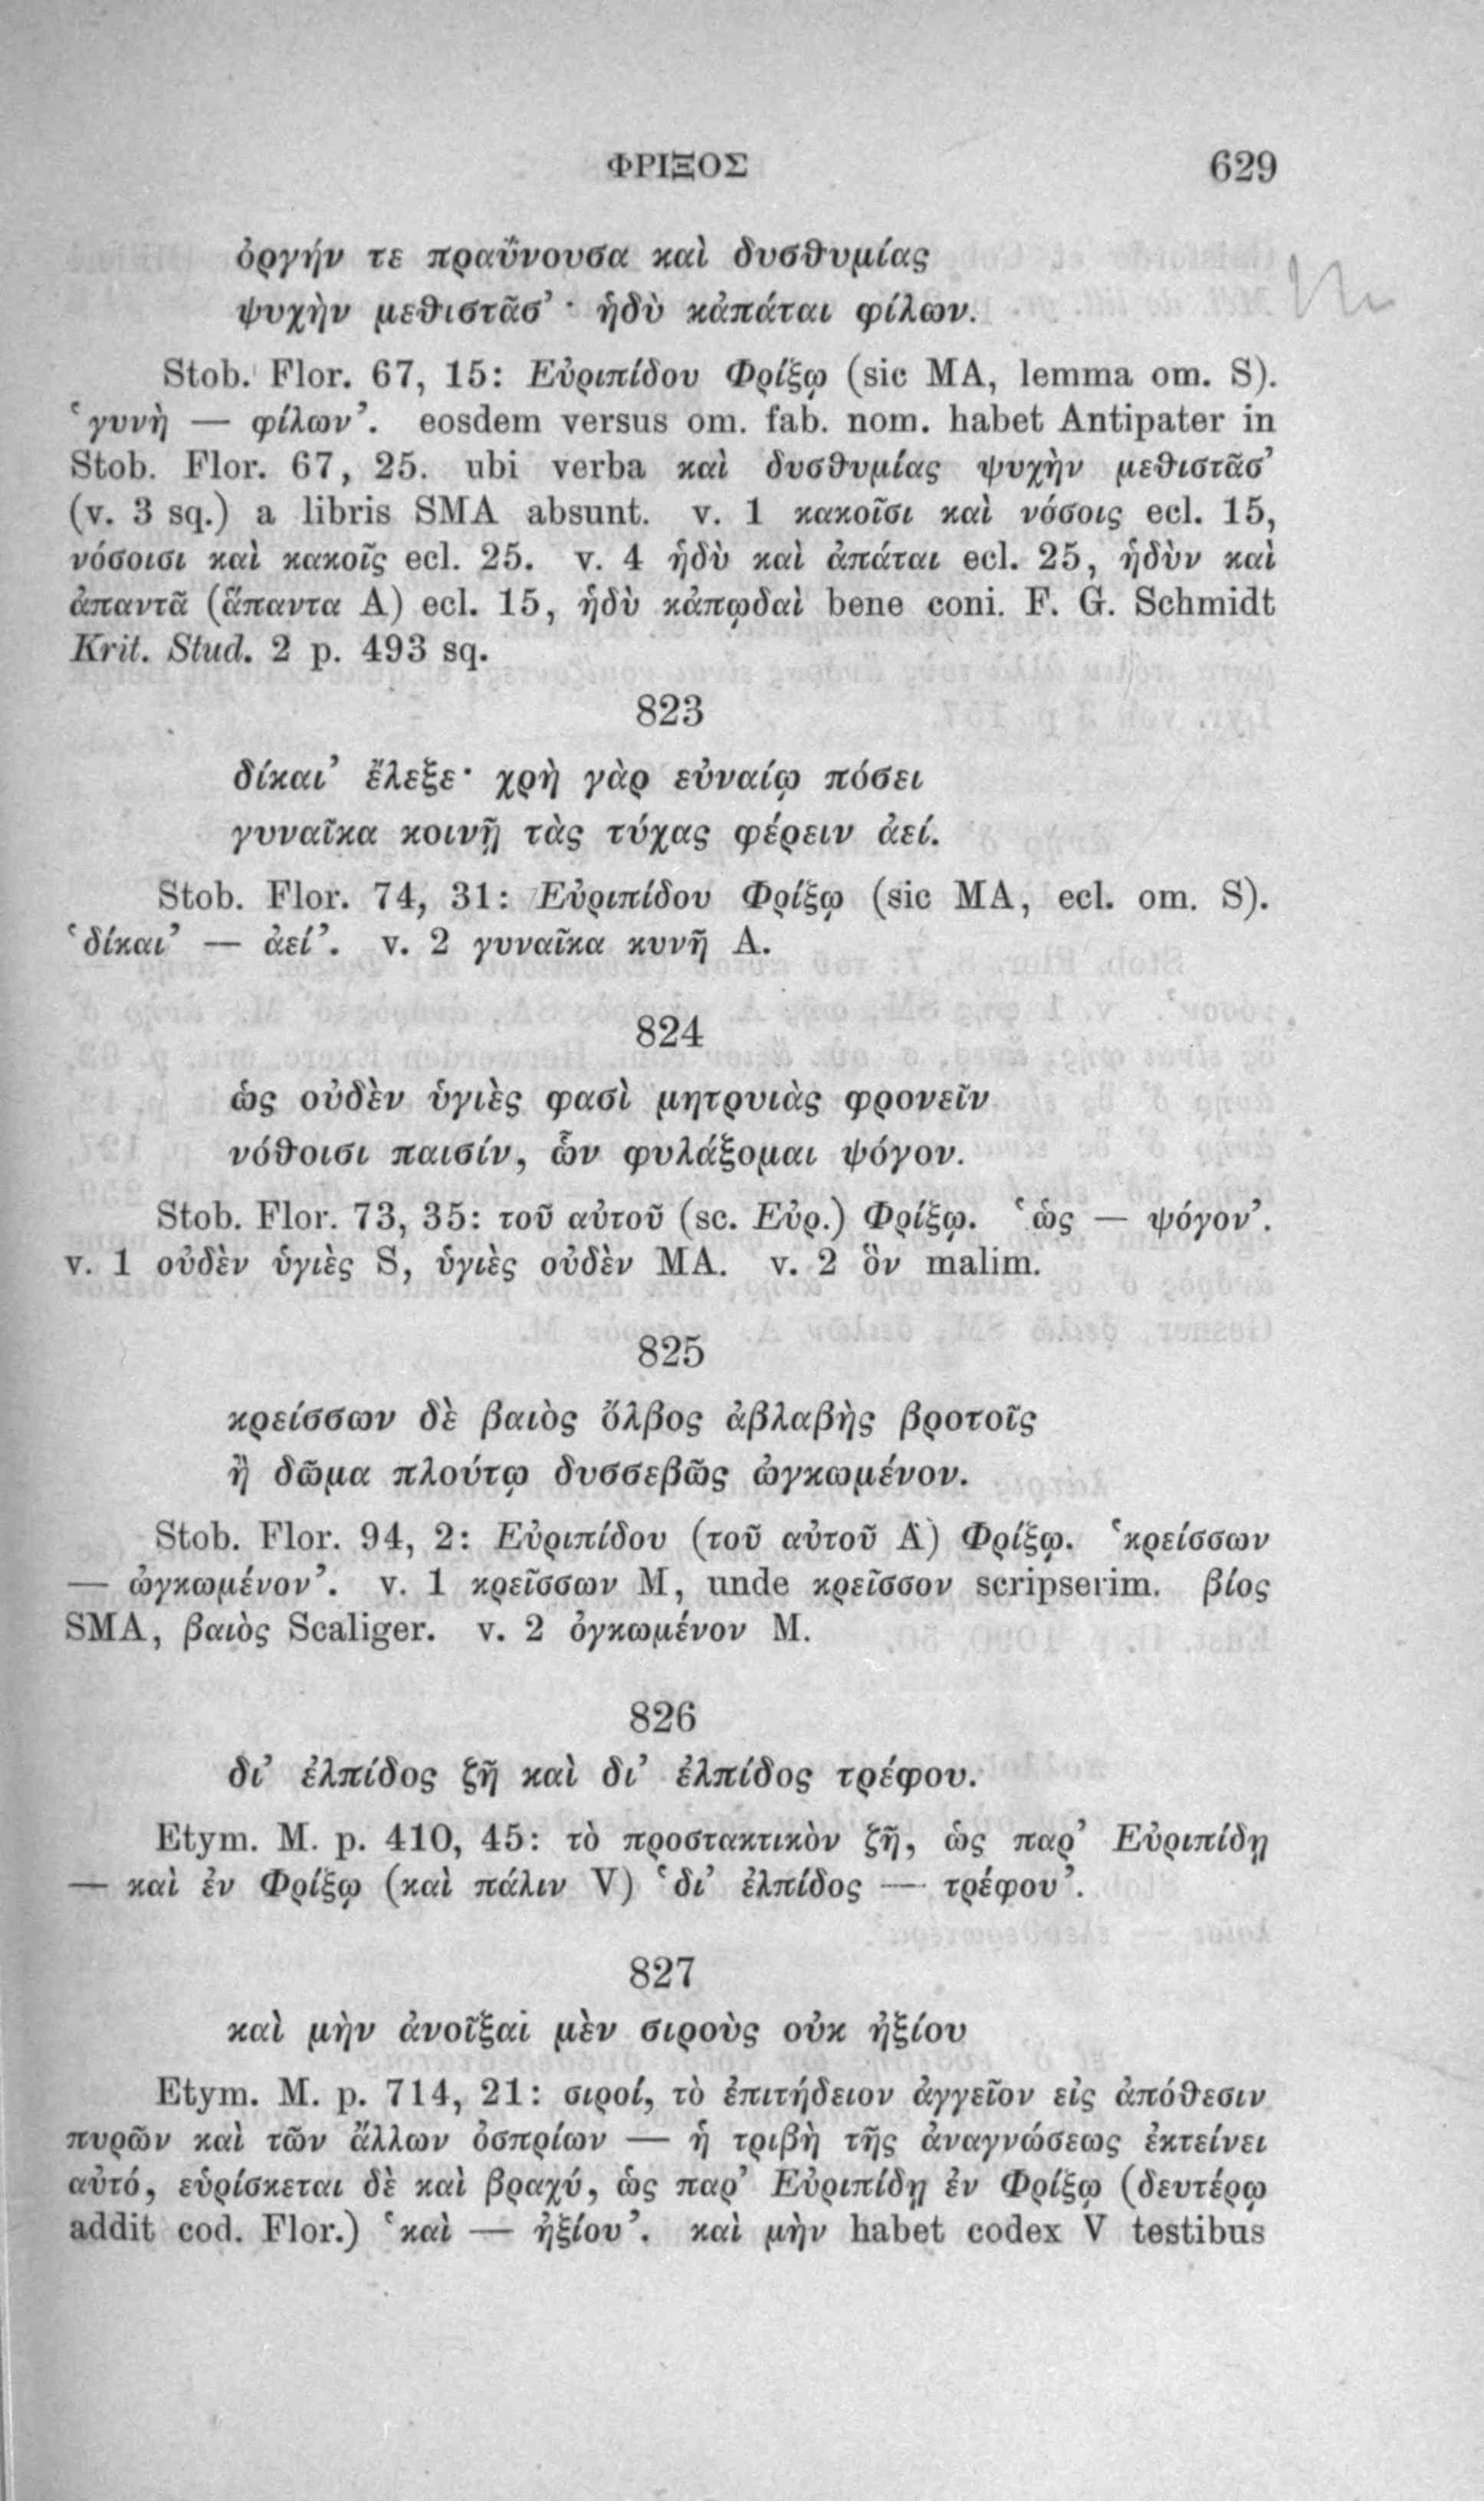 ΦΡΙΞΟΣ 629
ὀργήν τε πραΰνουσα καὶ δυσθυμίας
ψυχὴν μεθιστᾶσ’ · ἡδὺ κἀπάται φίλων.
Stob. Flor. 67, 15: Εὐριπίδου Φρίξῳ (sic MA, lemma om. S).
‘γυνὴ — φίλων’. eosdem versus om. fab. nom. habet Antipater in
Stob. Flor. 67, 25. ubi verba καὶ δυσθυμίας ψυχὴν μεθιστᾶσ’
(v. 3 sq.) a libris SMA absunt. v. 1 κακοῖσι καὶ νόσοις ecl. 15,
νόσοισι καὶ κακοῖς ecl. 25. v. 4 ἡδὺ καὶ ἀπάται ecl. 25, ἡδὺν καὶ
ἀπαντᾶ (ἅπαντα A) ecl. 15, ἡδὺ κἀπῳδαὶ bene coni. F. G. Schmidt
Krit. Stud. 2 p. 493 sq.
823
δίκαι’ ἔλεξε· χρὴ γὰρ εὐναίῳ πόσει
γυναῖκα κοινῇ τὰς τύχας φέρειν ἀεί.
Stob. Flor. 74, 31: Εὐριπίδου Φρίξῳ (sic MA, ecl. om. S).
‘δίκαι’ — ἀεί’. v. 2 γυναῖκα κυνῆ A.
824
ὡς οὐδὲν ὑγιὲς φασὶ μητρυιὰς φρονεῖν
νόθοισι παισίν, ὧν φυλάξομαι ψόγον.
Stob. Flor. 73, 35: τοῦ αὐτοῦ (sc. Εὐρ.) Φρίξῳ. ‘ὡς — ψόγον’.
v. 1 οὐδὲν ὑγιὲς S, ὑγιὲς οὐδὲν MA. v. 2 ὃν malim.
825
κρείσσων δὲ βαιὸς ὄλβος ἀβλαβὴς βροτοῖς
ἢ δῶμα πλούτῳ δυσσεβῶς ὠγκωμένον.
Stob. Flor. 94, 2: Εὐριπίδου (τοῦ αὐτοῦ A) Φρίξῳ. ‘κρείσσων
— ὠγκωμένον’. v. 1 κρεῖσσων M, unde κρεῖσσον scripserim. βίος
SMA, βαιὸς Scaliger. v. 2 ὀγκωμένον M.
826
δι’ ἐλπίδος ζῆ καὶ δι’ ἐλπίδος τρέφου.
Etym. M. p. 410, 45: τὸ προστακτικὸν ζῆ, ὡς παρ’ Εὐριπίδῃ
— καὶ ἐν Φρίξῳ (καὶ πάλιν V) ‘δι’ ἐλπίδος — τρέφου’.
827
καὶ μὴν ἀνοῖξαι μὲν σιροὺς οὐκ ἠξίου
Etym. M. p. 714, 21: σιροί, τὸ ἐπιτήδειον ἀγγεῖον εἰς ἀπόθεσιν
πυρῶν καὶ τῶν ἄλλων ὀσπρίων — ἡ τριβὴ τῆς ἀναγνώσεως ἐκτείνει
αὐτό, εὑρίσκεται δὲ καὶ βραχύ, ὡς παρ’ Εὐριπίδῃ ἐν Φρίξῳ (δευτέρῳ
addit cod. Flor.) ‘καὶ — ἠξίου’. καὶ μὴν habet codex V testibus